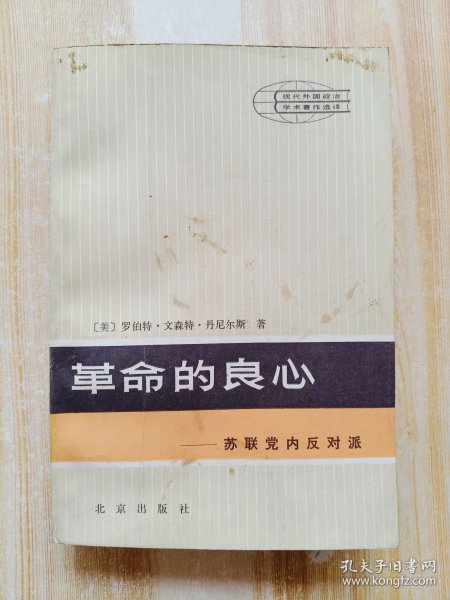 现代外国政治
学术著作选译
〔美〕罗伯特·文森特·丹尼尔斯 著
革命的良心
——苏联党内反对派
北京出版社
孔夫子旧书网
www.kongfz.com